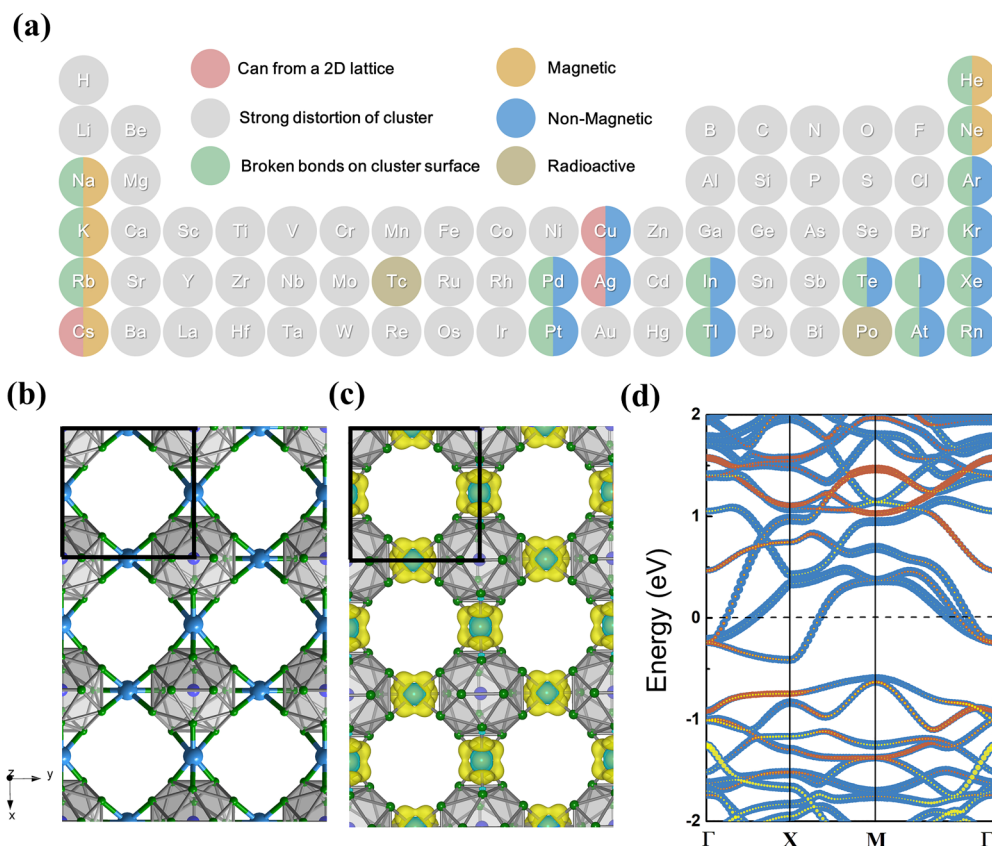 (a)
H He
Can from a 2D lattice Magnetic
Li Be B C N O F Ne
Strong distortion of cluster Non-Magnetic
Na Mg Al Si P S Cl Ar
Broken bonds on cluster surface Radioactive
K Ca Sc Ti V Cr Mn Fe Co Ni Cu Zn Ga Ge As Se Br Kr
Rb Sr Y Zr Nb Mo Tc Ru Rh Pd Ag Cd In Sn Sb Te I Xe
Cs Ba La Hf Ta W Re Os Ir Pt Au Hg Tl Pb Bi Po At Rn
(b) (c) (d)
z y
x
Energy (eV)
2
1
0
-1
-2
Γ X M Γ